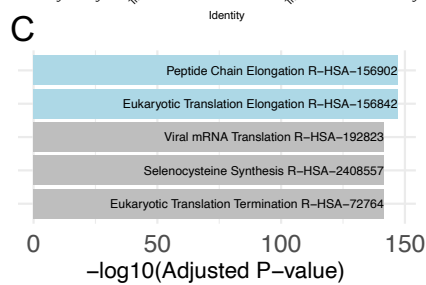 Identity
C
Peptide Chain Elongation R−HSA−156902
Eukaryotic Translation Elongation R−HSA−156842
Viral mRNA Translation R−HSA−192823
Selenocysteine Synthesis R−HSA−2408557
Eukaryotic Translation Termination R−HSA−72764
0 50 100 150
−log10(Adjusted P−value)